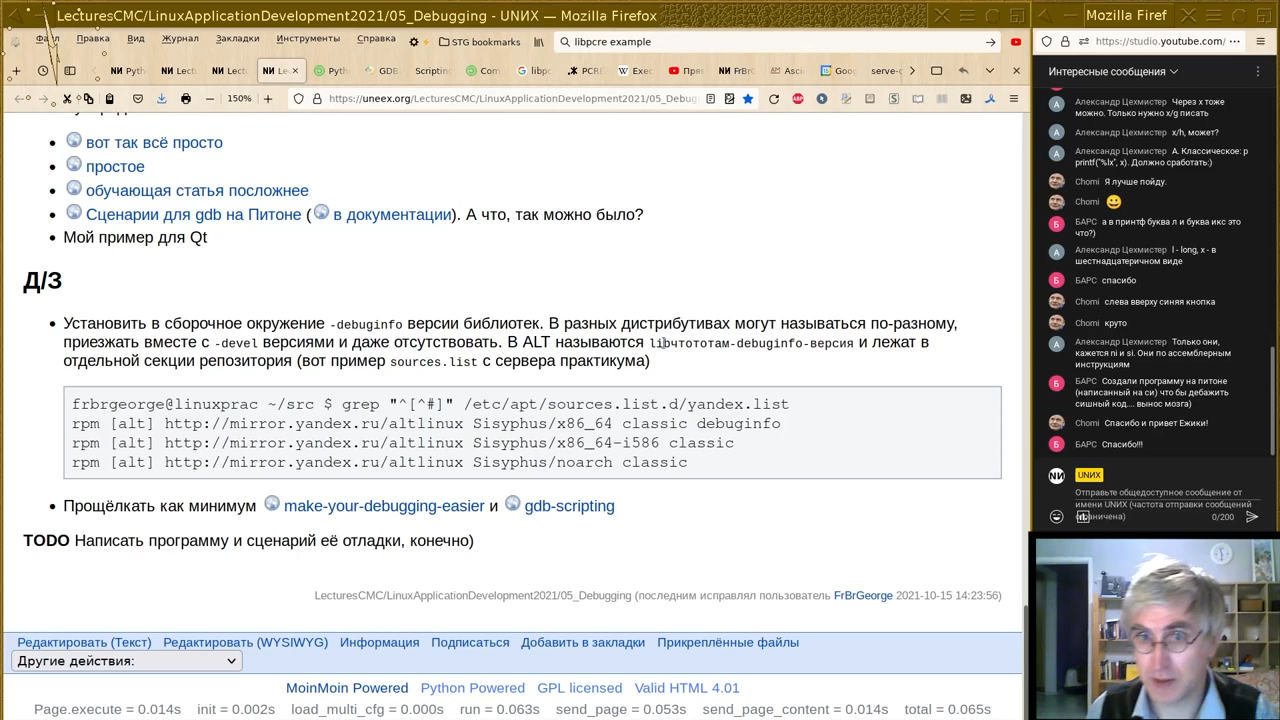 LecturesCMC/LinuxApplicationDevelopment2021/05_Debugging - UNИX — Mozilla Firefox
Файл Правка Вид Журнал Закладки Инструменты Справка
STG bookmarks
libpcre example
150%
https://uneex.org/LecturesCMC/LinuxApplicationDevelopment2021/05_Debug
вот так всё просто
простое
обучающая статья посложнее
Сценарии для gdb на Питоне ( в документации). А что, так можно было?
Мой пример для Qt
Д/З
Установить в сборочное окружение -debuginfo версии библиотек. В разных дистрибутивах могут называться по-разному,
приезжать вместе с -devel версиями и даже отсутствовать. В ALT называются libчтототам-debuginfo-версия и лежат в
отдельной секции репозитория (вот пример sources.list с сервера практикума)
frbrgeorge@linuxprac ~/src $ grep "^[^#]" /etc/apt/sources.list.d/yandex.list
rpm [alt] http://mirror.yandex.ru/altlinux Sisyphus/x86_64 classic debuginfo
rpm [alt] http://mirror.yandex.ru/altlinux Sisyphus/x86_64-i586 classic
rpm [alt] http://mirror.yandex.ru/altlinux Sisyphus/noarch classic
Прощёлкать как минимум make-your-debugging-easier и gdb-scripting
TODO Написать программу и сценарий её отладки, конечно)
LecturesCMC/LinuxApplicationDevelopment2021/05_Debugging (последним исправлял пользователь FrBrGeorge 2021-10-15 14:23:56)
Редактировать (Текст) Редактировать (WYSIWYG) Информация Подписаться Добавить в закладки Прикреплённые файлы
Другие действия:
MoinMoin Powered Python Powered GPL licensed Valid HTML 4.01
Page.execute = 0.014s init = 0.002s load_multi_cfg = 0.000s run = 0.063s send_page = 0.053s send_page_content = 0.014s total = 0.065s
Mozilla Firef
https://studio.youtube.com/
Интересные сообщения
Александр Цехмистер Через x тоже
можно. Только нужно x/g писать
Александр Цехмистер x/h, может?
Александр Цехмистер А. Классическое: p
printf("%lx", x). Должно сработать:)
Chomi Я лучше пойду.
Chomi 😀
БАРС а в принтф буква л и буква икс это
что?)
Александр Цехмистер l - long, x - в
шестнадцатеричном виде
БАРС спасибо
Chomi слева вверху синяя кнопка
Chomi круто
Александр Цехмистер Только они,
кажется ni и si. Они по ассемблерным
инструкциям
БАРС Создали программу на питоне
(написанный на си) что бы дебажить
сишный код.... вынос мозга)
Chomi Спасибо и привет Ежики!
БАРС Спасибо!!!
UNИX
Отправьте общедоступное сообщение от
имени UNИX (частота отправки сообщений
ограничена)
0/200